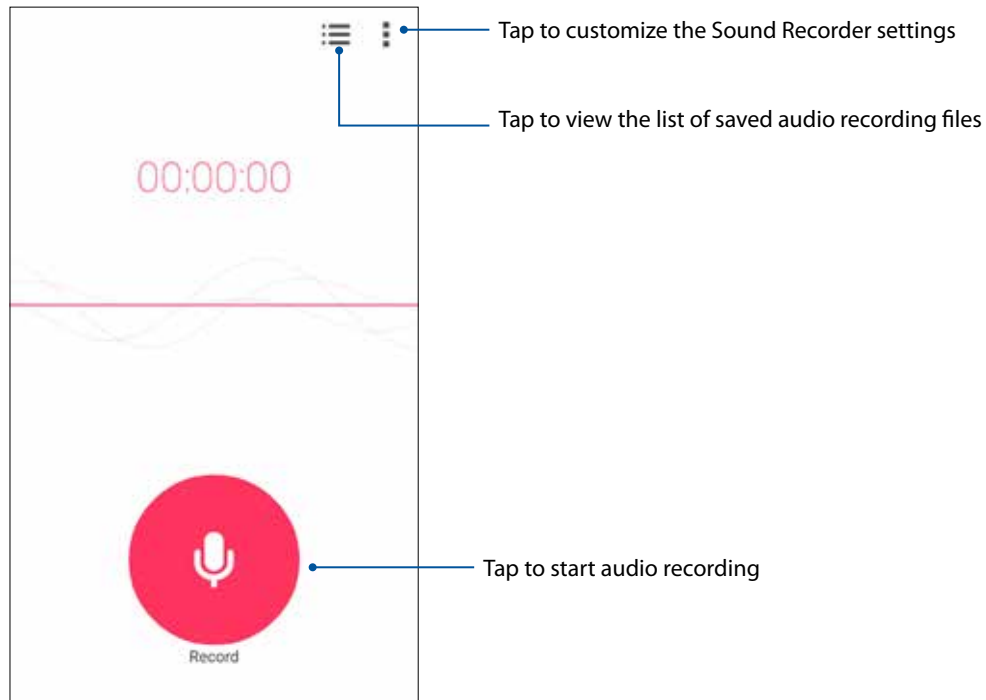 Tap to customize the Sound Recorder settings
Tap to view the list of saved audio recording files
00:00:00
Tap to start audio recording
Record